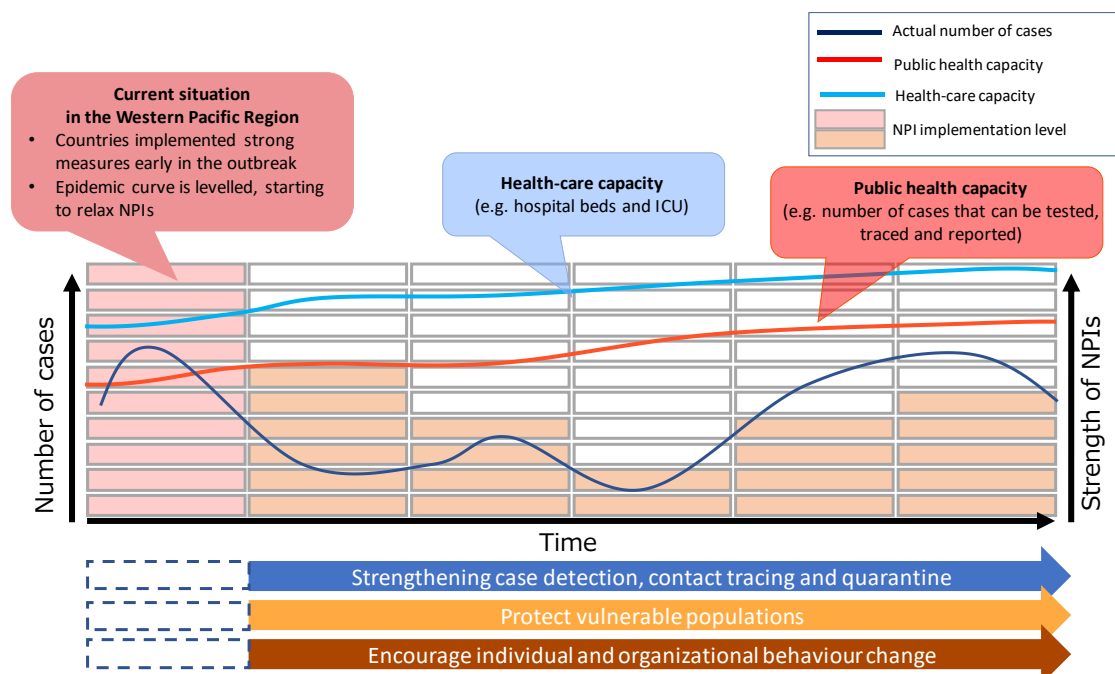 Actual number of cases
Public health capacity
Health-care capacity
NPI implementation level
Current situation
in the Western Pacific Region
• Countries implemented strong
measures early in the outbreak
• Epidemic curve is levelled, starting
to relax NPIs
Health-care capacity
(e.g. hospital beds and ICU)
Public health capacity
(e.g. number of cases that can be tested,
traced and reported)
Number of cases
Strength of NPIs
Time
Strengthening case detection, contact tracing and quarantine
Protect vulnerable populations
Encourage individual and organizational behaviour change